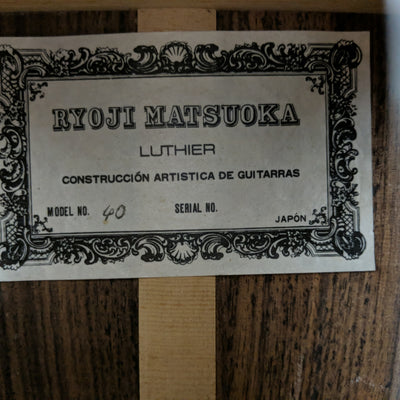 RYOJI MATSUOKA
LUTHIER
CONSTRUCCIÓN ARTISTICA DE GUITARRAS
MODEL NO. 40 SERIAL NO.
JAPÓN